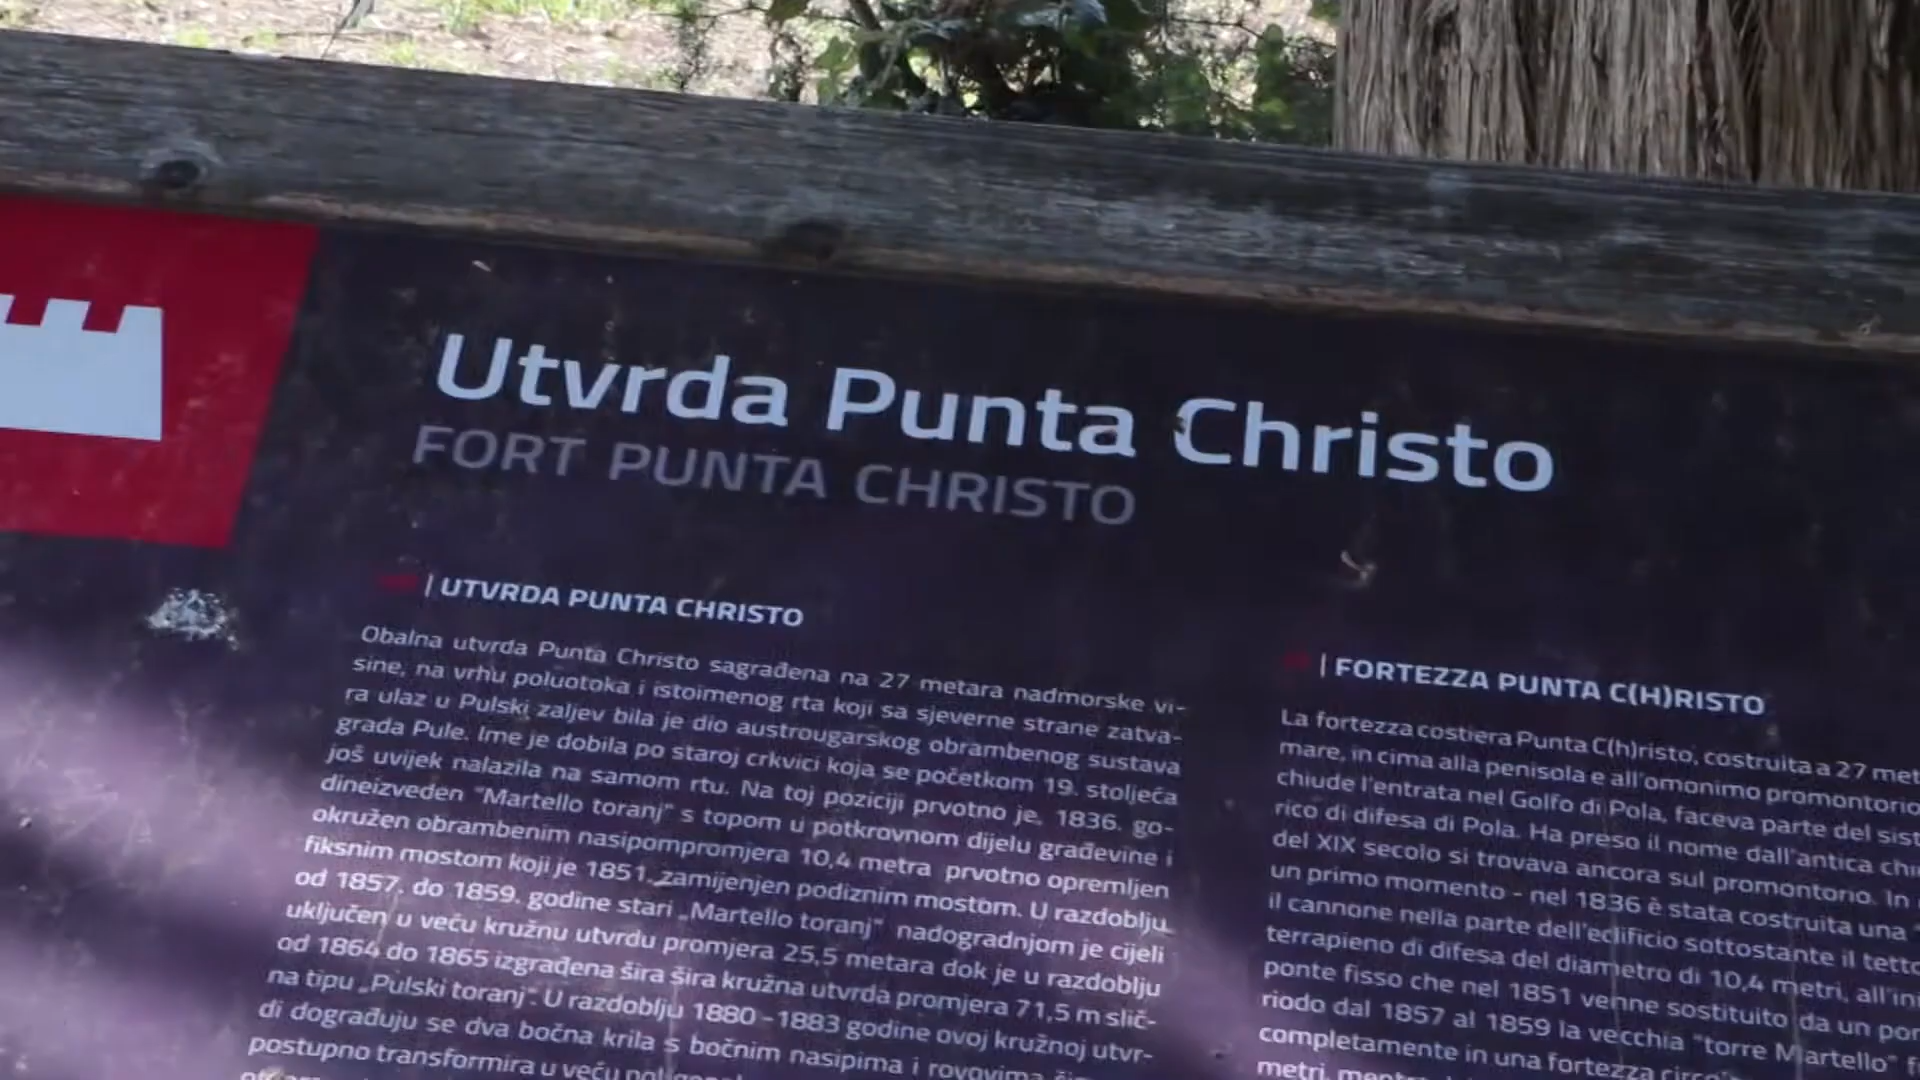 Utvrda Punta Christo
FORT PUNTA CHRISTO
| UTVRDA PUNTA CHRISTO
Obalna utvrda Punta Christo sagrađena na 27 metara nadmorske vi-
sine, na vrhu poluotoka i istoimenog rta koji sa sjeverne strane zatva-
ra ulaz u Pulski zaljev bila je dio austrougarskog obrambenog sustava
grada Pule. Ime je dobila po staroj crkvici koja se početkom 19. stoljeća
još uvijek nalazila na samom rtu. Na toj poziciji prvotno je, 1836. go-
dineizveden "Martello toranj" s topom u potkrovnom dijelu građevine i
okružen obrambenim nasipompromjera 10,4 metra prvotno opremljen
fiksnim mostom koji je 1851. zamijenjen podiznim mostom. U razdoblju
od 1857. do 1859. godine stari „Martello toranj" nadogradnjom je cijeli
uključen u veću kružnu utvrdu promjera 25,5 metara dok je u razdoblju
od 1864 do 1865 izgrađena šira šira kružna utvrda promjera 71,5 m slič-
na tipu „Pulski toranj". U razdoblju 1880 -1883 godine ovoj kružnoj utvr-
di dograđuju se dva bočna krila s bočnim nasipima i rovovima
postupno transformira u veću
| FORTEZZA PUNTA C(H)RISTO
La fortezza costiera Punta C(h)risto, costruita a 27 met
mare, in cima alla penisola e all'omonimo promontorio
chiude l'entrata nel Golfo di Pola, faceva parte del sist
rico di difesa di Pola. Ha preso il nome dall'antica chi
del XIX secolo si trovava ancora sul promontorio. In
un primo momento - nel 1836 è stata costruita una
il cannone nella parte dell'edificio sottostante il tetto
terrapieno di difesa del diametro di 10,4 metri, all'ini
ponte fisso che nel 1851 venne sostituito da un pon
riodo dal 1857 al 1859 la vecchia "torre Martello" f
completamente in una fortezza
metri,